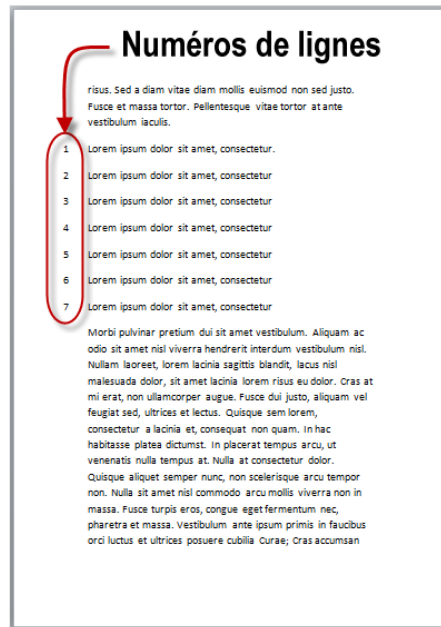 Numéros de lignes
risus. Sed a diam vitae diam mollis euismod non sed justo.
Fusce et massa tortor. Pellentesque vitae tortor at ante
vestibulum iaculis.
1 Lorem ipsum dolor sit amet, consectetur.
2 Lorem ipsum dolor sit amet, consectetur
3 Lorem ipsum dolor sit amet, consectetur
4 Lorem ipsum dolor sit amet, consectetur
5 Lorem ipsum dolor sit amet, consectetur
6 Lorem ipsum dolor sit amet, consectetur
7 Lorem ipsum dolor sit amet, consectetur
Morbi pulvinar pretium dui sit amet vestibulum. Aliquam ac
odio sit amet nisl viverra hendrerit interdum vestibulum nisl.
Nullam laoreet, lorem lacinia sagittis blandit, lacus nisl
malesuada dolor, sit amet lacinia lorem risus eu dolor. Cras at
mi erat, non ullamcorper augue. Fusce dui justo, aliquam vel
feugiat sed, ultrices et lectus. Quisque sem lorem,
consectetur a lacinia et, consequat non quam. In hac
habitasse platea dictumst. In placerat tempus arcu, ut
venenatis nulla tempus at. Nulla at consectetur dolor.
Quisque aliquet semper nunc, non scelerisque arcu tempor
non. Nulla sit amet nisl commodo arcu mollis viverra non in
massa. Fusce turpis eros, congue eget fermentum nec,
pharetra et massa. Vestibulum ante ipsum primis in faucibus
orci luctus et ultrices posuere cubilia Curae; Cras accumsan